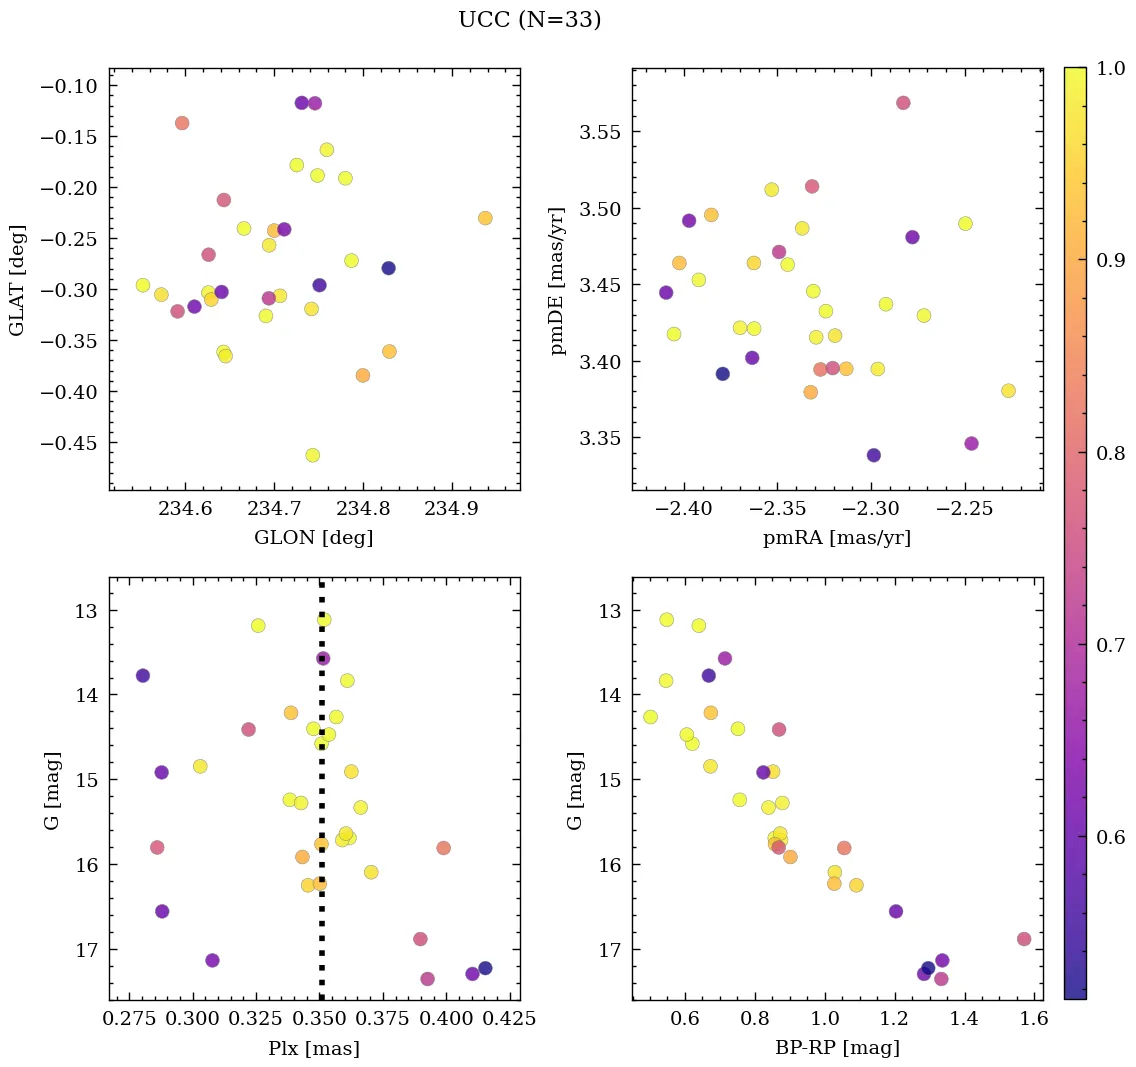 UCC (N=33)
−0.10
−0.15
−0.20
−0.25
−0.30
−0.35
−0.40
−0.45
GLAT [deg]
234.6 234.7 234.8 234.9
GLON [deg]
3.55
3.50
3.45
3.40
3.35
pmDE [mas/yr]
−2.40 −2.35 −2.30 −2.25
pmRA [mas/yr]
13
14
15
16
17
G [mag]
0.275 0.300 0.325 0.350 0.375 0.400 0.425
Plx [mas]
13
14
15
16
17
G [mag]
0.6 0.8 1.0 1.2 1.4 1.6
BP-RP [mag]
1.0
0.9
0.8
0.7
0.6